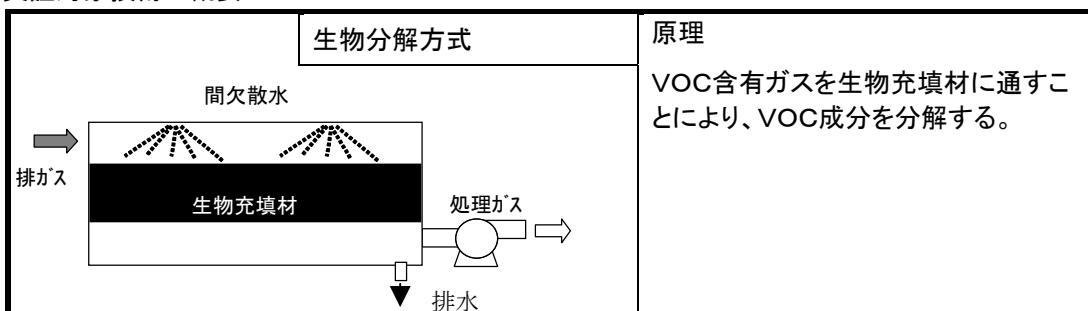 生物分解方式
原理
VOC含有ガスを生物充填材に通すこ
とにより、VOC成分を分解する。
間欠散水
排ｶﾞｽ
生物充填材
処理ｶﾞｽ
排水